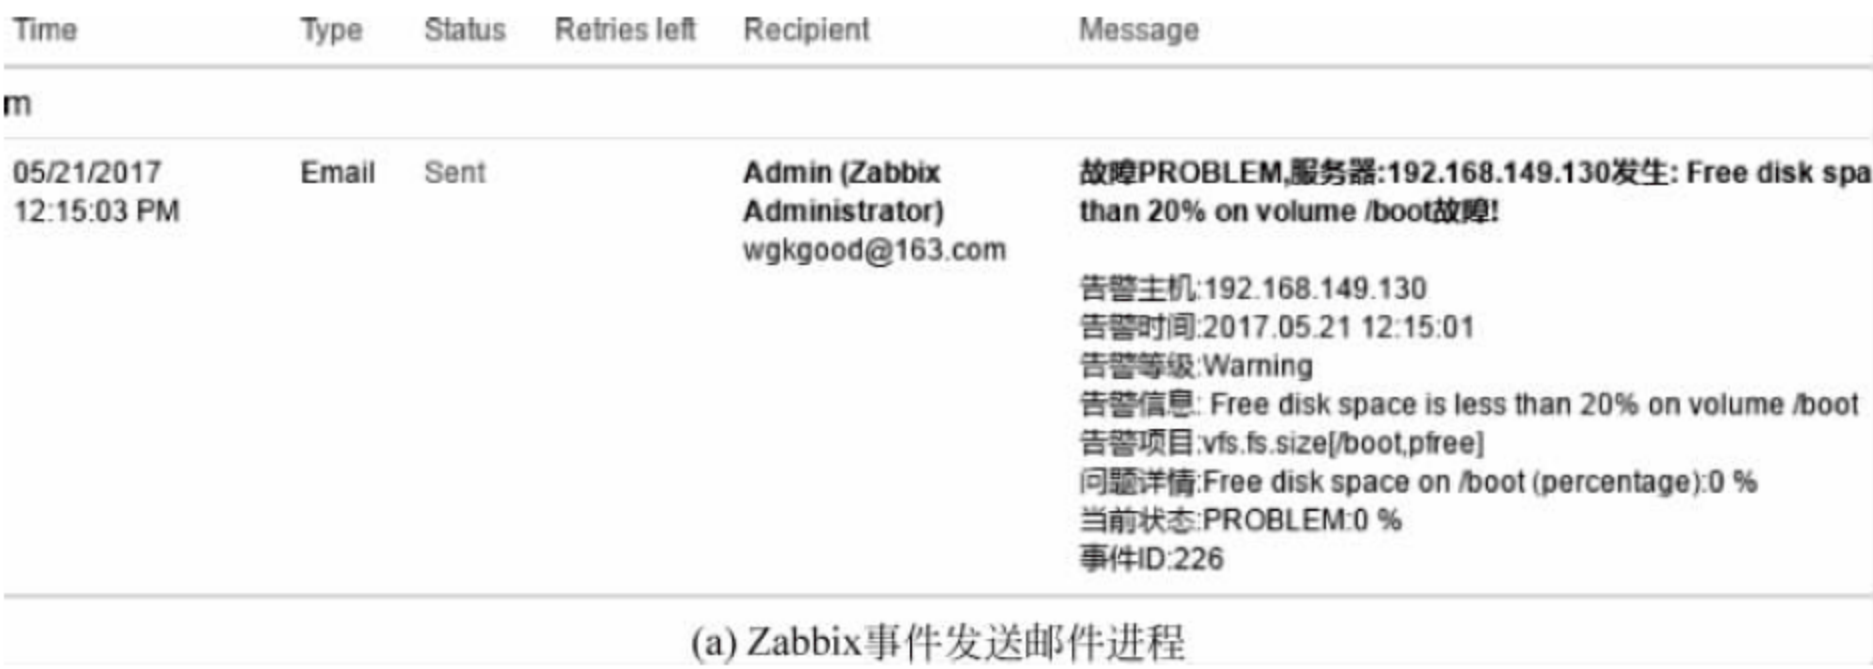 Time Type Status Retries left Recipient Message
m
05/21/2017 Email Sent Admin (Zabbix 故障PROBLEM,服务器:192.168.149.130发生: Free disk spa
12:15:03 PM Administrator) than 20% on volume /boot故障!
wgkgood@163.com
告警主机:192.168.149.130
告警时间:2017.05.21 12:15:01
告警等级:Warning
告警信息: Free disk space is less than 20% on volume /boot
告警项目:vfs.fs.size[/boot,pfree]
问题详情:Free disk space on /boot (percentage):0 %
当前状态:PROBLEM:0 %
事件ID:226
(a) Zabbix事件发送邮件进程